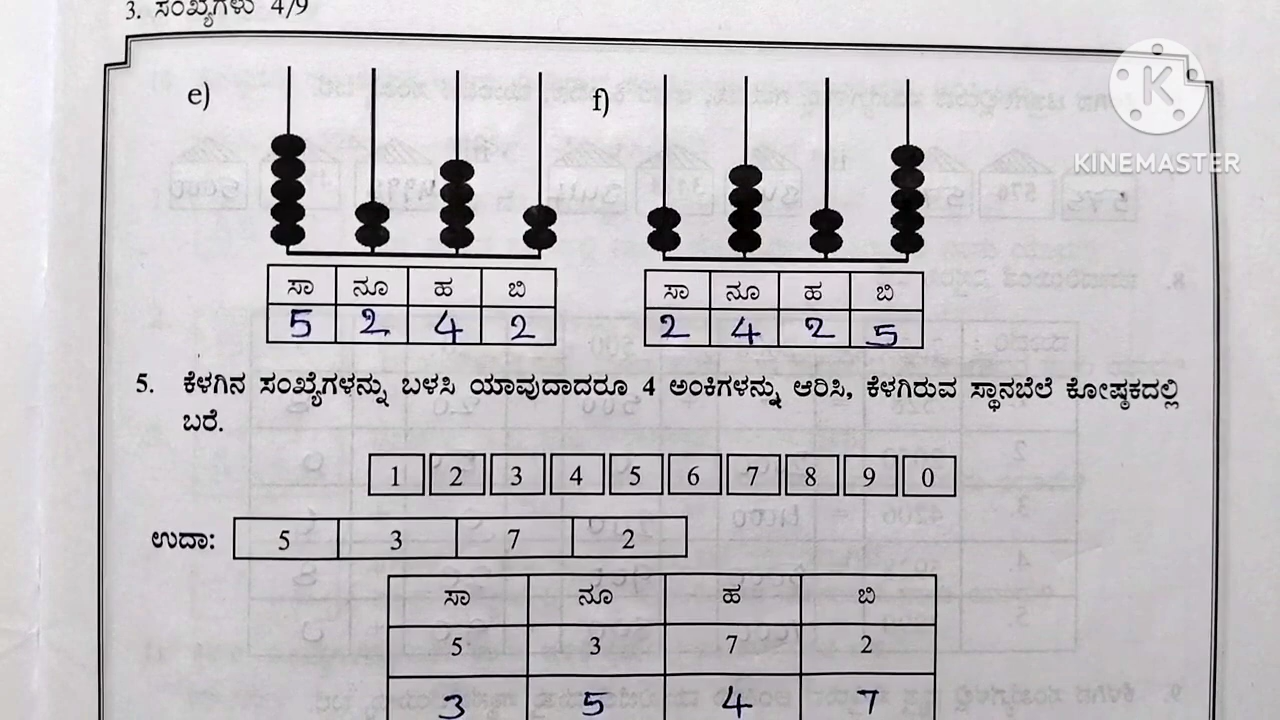 3. ಸಂಖ್ಯೆಗಳು 4/9
KINEMASTER
e)
f)
ಸಾ ನೂ ಹ ಬಿ
5 2 4 2
ಸಾ ನೂ ಹ ಬಿ
2 4 2 5
5. ಕೆಳಗಿನ ಸಂಖ್ಯೆಗಳನ್ನು ಬಳಸಿ ಯಾವುದಾದರೂ 4 ಅಂಕಿಗಳನ್ನು ಆರಿಸಿ, ಕೆಳಗಿರುವ ಸ್ಥಾನಬೆಲೆ ಕೋಷ್ಠಕದಲ್ಲಿ
ಬರೆ.
1 2 3 4 5 6 7 8 9 0
ಉದಾ: 5 3 7 2
ಸಾ ನೂ ಹ ಬಿ
5 3 7 2
3 5 4 7